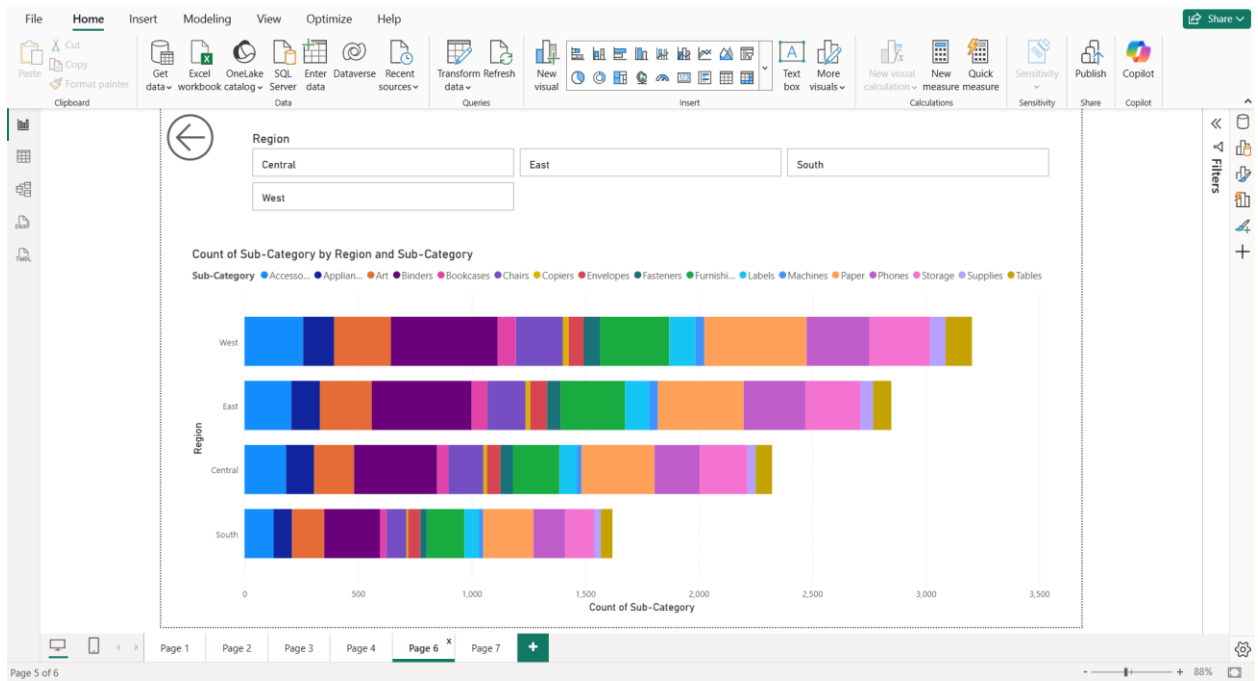 File Home Insert Modeling View Optimize Help Share
Paste Cut Copy Format painter
Get data Excel workbook OneLake catalog SQL Server Enter data Dataverse Recent sources
Transform data Refresh
New visual Text box More visuals
New visual calculation New measure Quick measure
Sensitivity Publish Copilot
Clipboard Data Queries Insert Calculations Sensitivity Share Copilot
Region
Central East South
West
Filters
Count of Sub-Category by Region and Sub-Category
Sub-Category Accesso... Applian... Art Binders Bookcases Chairs Copiers Envelopes Fasteners Furnishi... Labels Machines Paper Phones Storage Supplies Tables
Region
West
East
Central
South
0 500 1,000 1,500 2,000 2,500 3,000 3,500
Count of Sub-Category
Page 1 Page 2 Page 3 Page 4 Page 6 x Page 7 +
Page 5 of 6 - + 88%